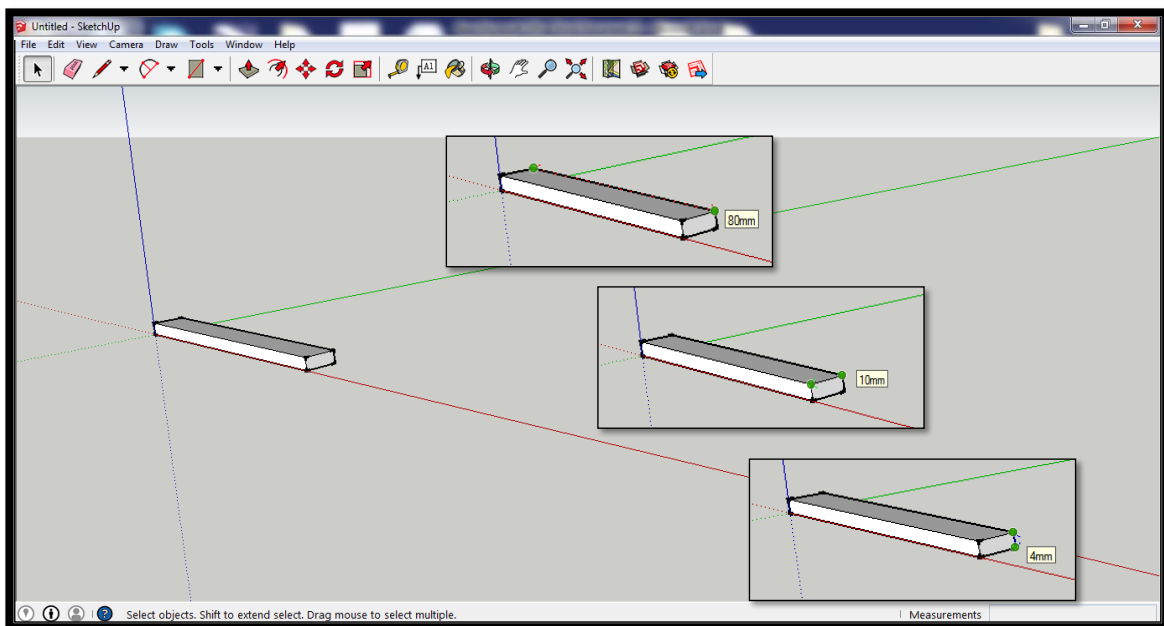 Untitled - SketchUp
File Edit View Camera Draw Tools Window Help
A1
80mm
10mm
4mm
Select objects. Shift to extend select. Drag mouse to select multiple.
Measurements